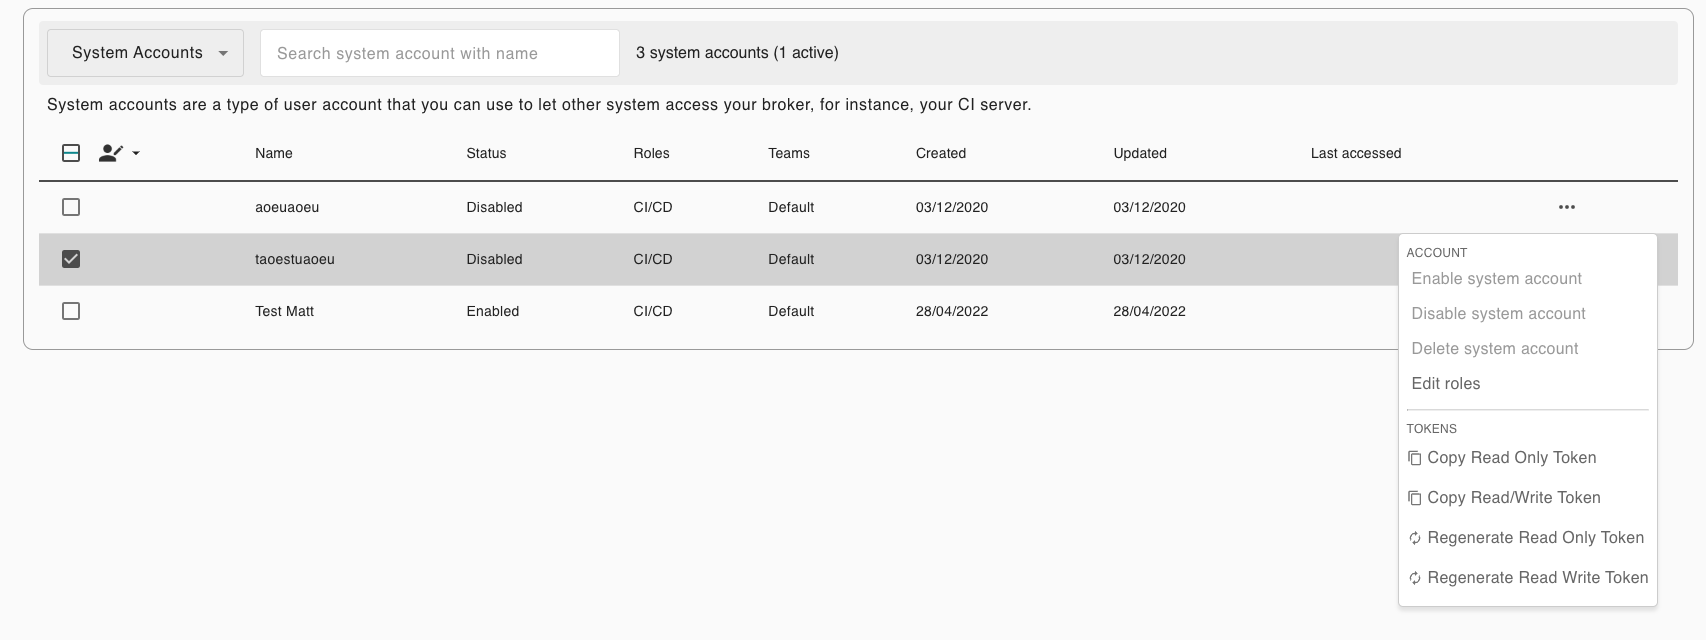 System Accounts
Search system account with name
3 system accounts (1 active)
System accounts are a type of user account that you can use to let other system access your broker, for instance, your CI server.
Name Status Roles Teams Created Updated Last accessed
aoeuaoeu Disabled CI/CD Default 03/12/2020 03/12/2020
taoestuaoeu Disabled CI/CD Default 03/12/2020 03/12/2020
Test Matt Enabled CI/CD Default 28/04/2022 28/04/2022
ACCOUNT
Enable system account
Disable system account
Delete system account
Edit roles
TOKENS
Copy Read Only Token
Copy Read/Write Token
Regenerate Read Only Token
Regenerate Read Write Token